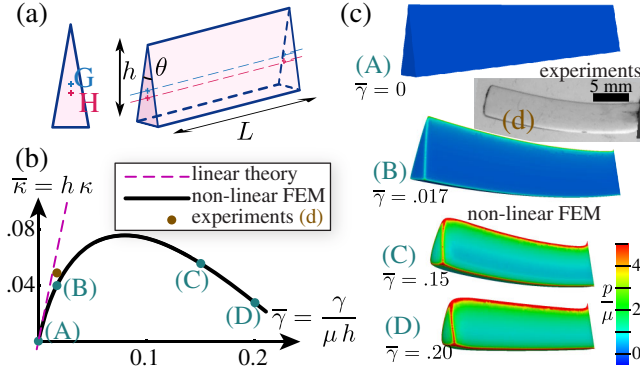 (a)
G
H
h
θ
L
(b)
κ̅ = h κ
linear theory
non-linear FEM
experiments (d)
.08
.04
(A)
(B)
(C)
(D)
γ̅ = γ / μ h
0.1
0.2
(c)
(A)
γ̅ = 0
experiments
5 mm
(d)
(B)
γ̅ = .017
non-linear FEM
(C)
γ̅ = .15
(D)
γ̅ = .20
p/μ
4
2
0